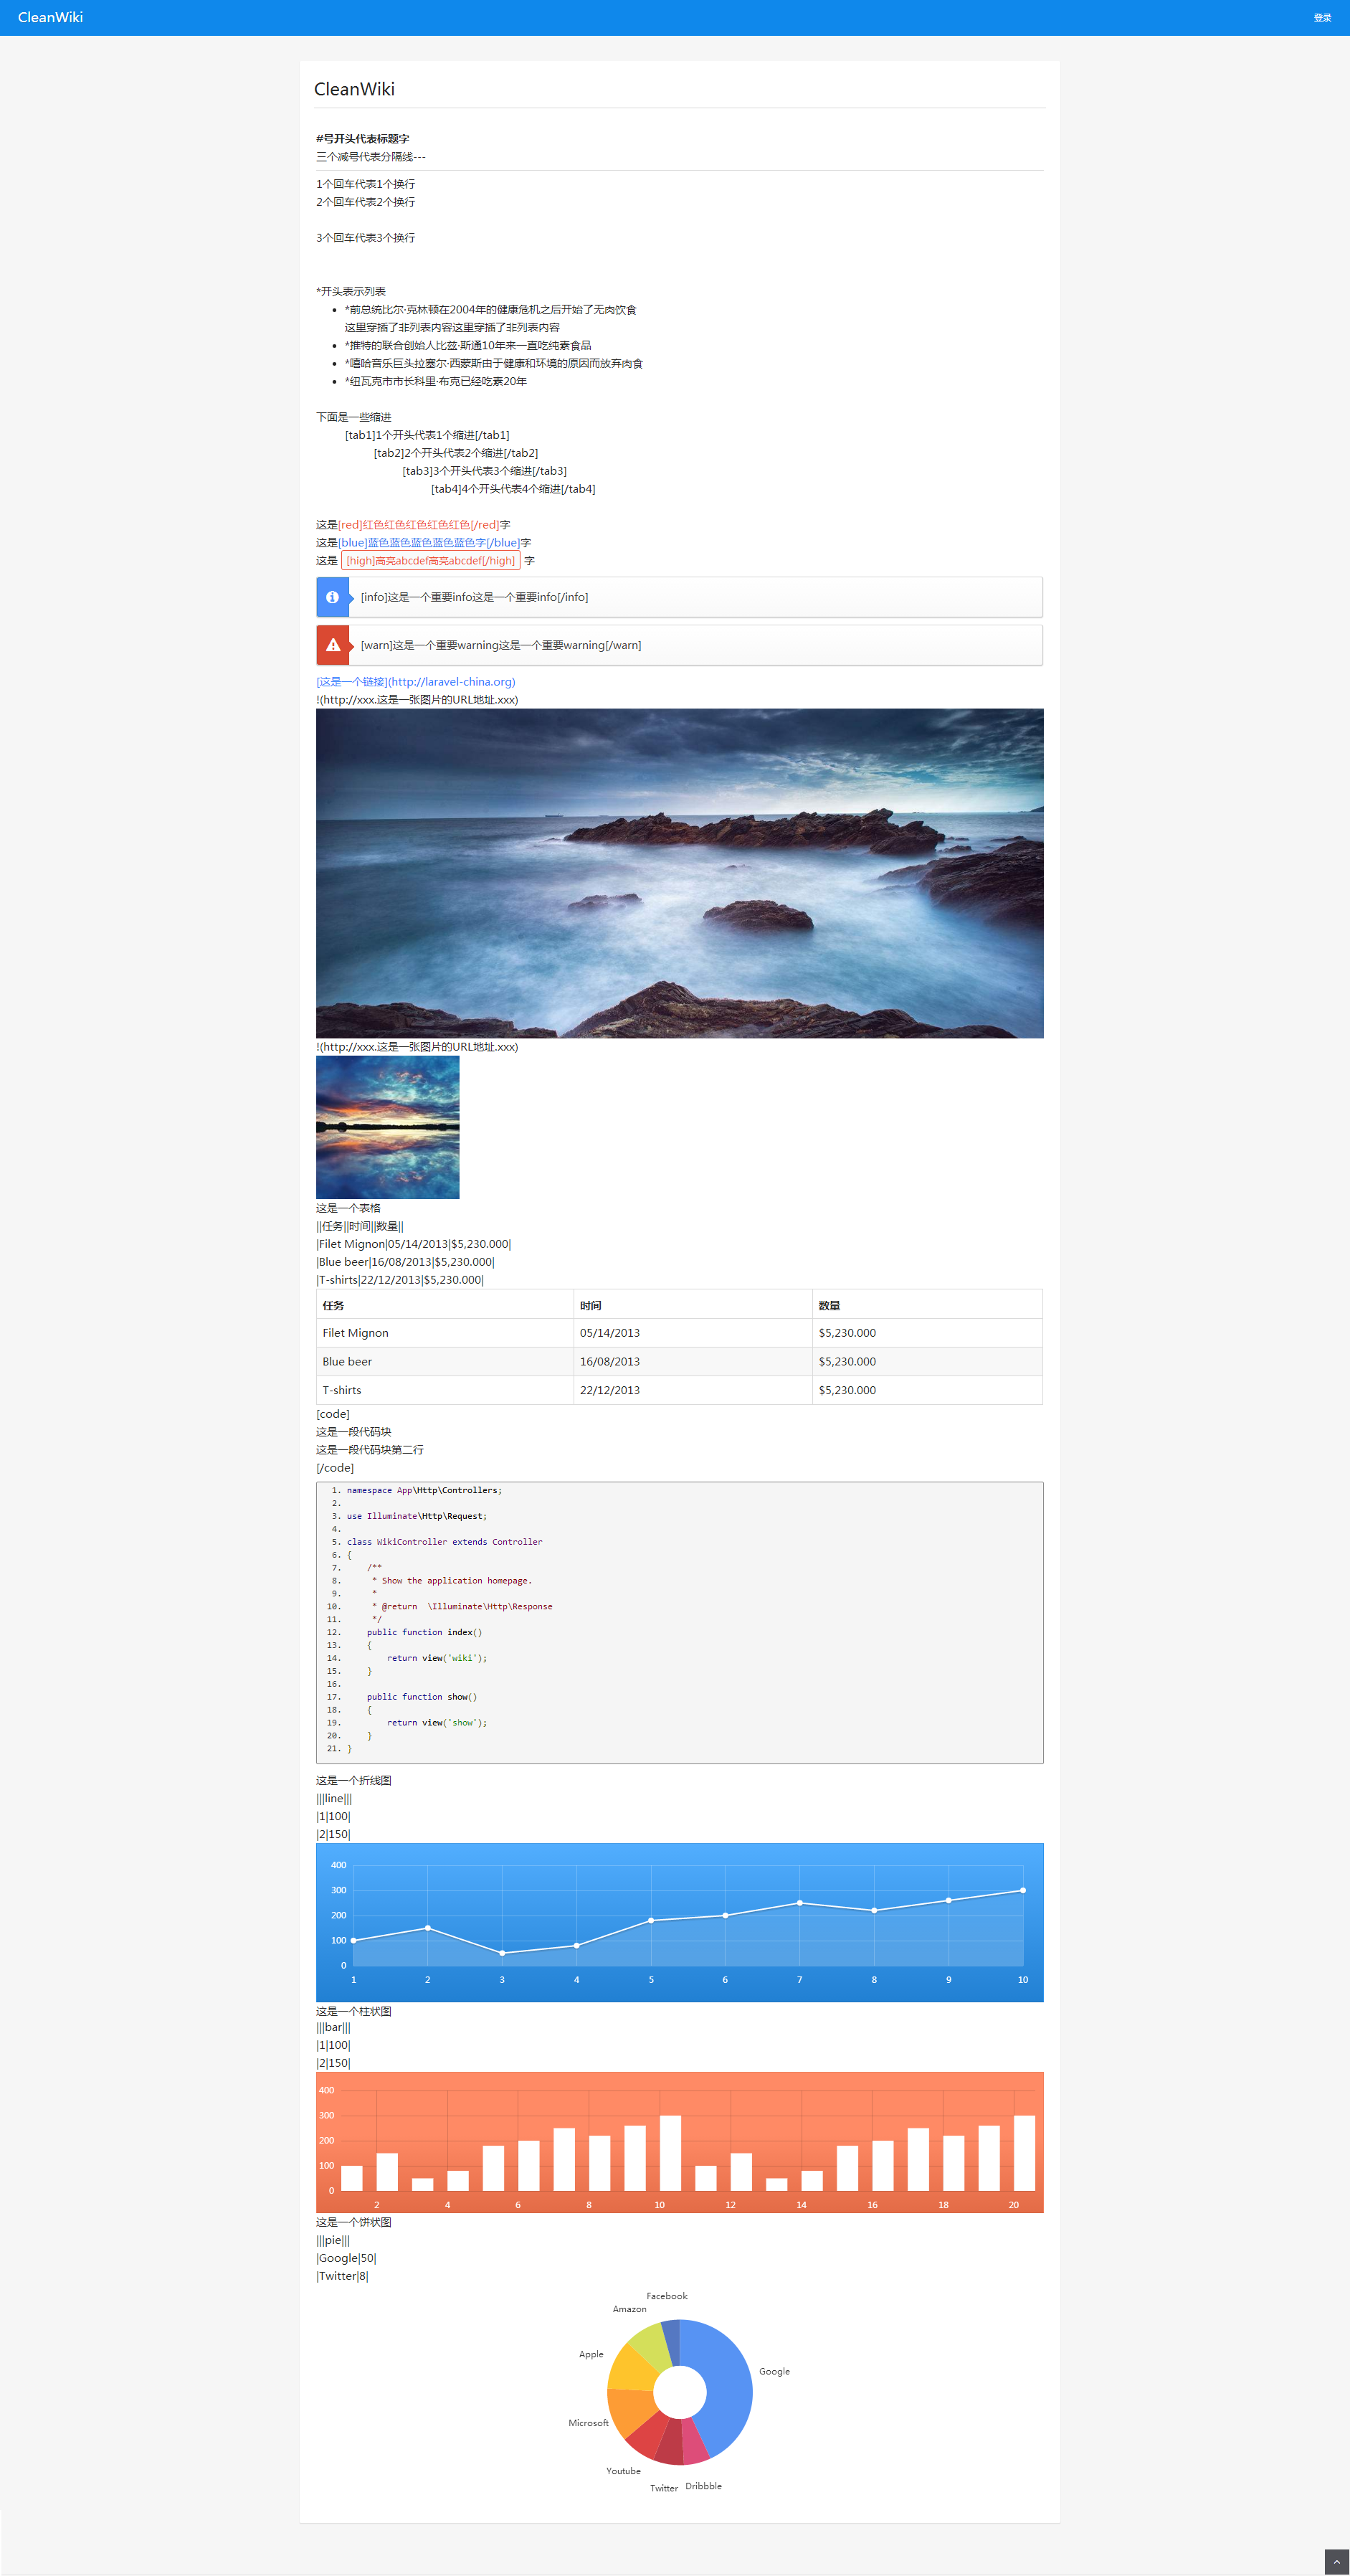 CleanWiki
登录
CleanWiki
#号开头代表标题字
三个减号代表分隔线---
1个回车代表1个换行
2个回车代表2个换行
3个回车代表3个换行
*开头表示列表
*前总统比尔·克林顿在2004年的健康危机之后开始了无肉饮食
这里穿插了非列表内容这里穿插了非列表内容
*推特的联合创始人比兹·斯通10年来一直吃纯素食品
*嘻哈音乐巨头拉塞尔·西蒙斯由于健康和环境的原因而放弃肉食
*纽瓦克市市长科里·布克已经吃素20年
下面是一些缩进
[tab1]1个开头代表1个缩进[/tab1]
[tab2]2个开头代表2个缩进[/tab2]
[tab3]3个开头代表3个缩进[/tab3]
[tab4]4个开头代表4个缩进[/tab4]
这是[red]红色红色红色红色红色[/red]字
这是[blue]蓝色蓝色蓝色蓝色蓝色字[/blue]字
这是 [high]高亮abcdef高亮abcdef[/high] 字
[info]这是一个重要info这是一个重要info[/info]
[warn]这是一个重要warning这是一个重要warning[/warn]
[这是一个链接](http://laravel-china.org)
!(http://xxx.这是一张图片的URL地址.xxx)
!(http://xxx.这是一张图片的URL地址.xxx)
这是一个表格
||任务||时间||数量||
|Filet Mignon|05/14/2013|$5,230.000|
|Blue beer|16/08/2013|$5,230.000|
|T-shirts|22/12/2013|$5,230.000|
任务 时间 数量
Filet Mignon 05/14/2013 $5,230.000
Blue beer 16/08/2013 $5,230.000
T-shirts 22/12/2013 $5,230.000
[code]
这是一段代码块
这是一段代码块第二行
[/code]
1. namespace App\Http\Controllers;
2.
3. use Illuminate\Http\Request;
4.
5. class WikiController extends Controller
6. {
7.     /**
8.      * Show the application homepage.
9.      *
10.      * @return  \Illuminate\Http\Response
11.      */
12.     public function index()
13.     {
14.         return view('wiki');
15.     }
16.
17.     public function show()
18.     {
19.         return view('show');
20.     }
21. }
这是一个折线图
|||line|||
|1|100|
|2|150|
400
300
200
100
0
1 2 3 4 5 6 7 8 9 10
这是一个柱状图
|||bar|||
|1|100|
|2|150|
400
300
200
100
0
2 4 6 8 10 12 14 16 18 20
这是一个饼状图
|||pie|||
|Google|50|
|Twitter|8|
Facebook
Amazon
Apple
Google
Microsoft
Youtube
Twitter
Dribbble